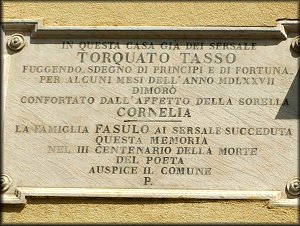 IN QUESTA CASA GIÀ DEI SERSALE
TORQUATO TASSO
FUGGENDO SDEGNO DI PRINCIPI E DI FORTUNA
PER ALCUNI MESI DELL'ANNO MDLXXVII
DIMORÒ
CONFORTATO DALL'AFFETTO DELLA SORELLA
CORNELIA
LA FAMIGLIA FASULO AI SERSALE SUCCEDUTA
QUESTA MEMORIA
NEL III CENTENARIO DELLA MORTE
DEL POETA
AUSPICE IL COMUNE
P.